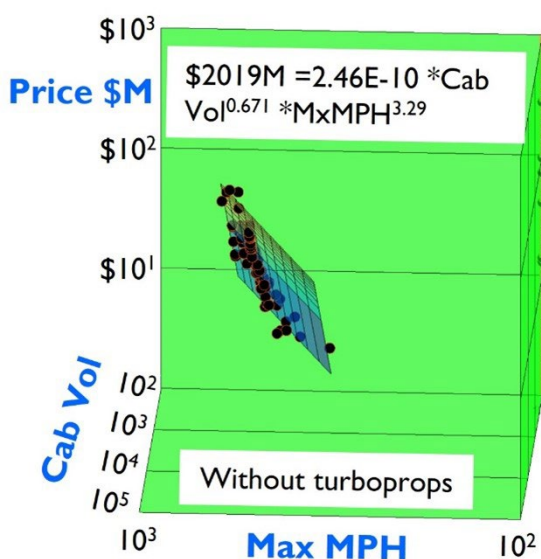 $10³
Price $M
$2019M =2.46E-10 *Cab
Vol^0.671 *MxMPH^3.29
$10²
$10¹
Cab Vol
10²
10³
10⁴
10⁵
Without turboprops
10³
Max MPH
10²